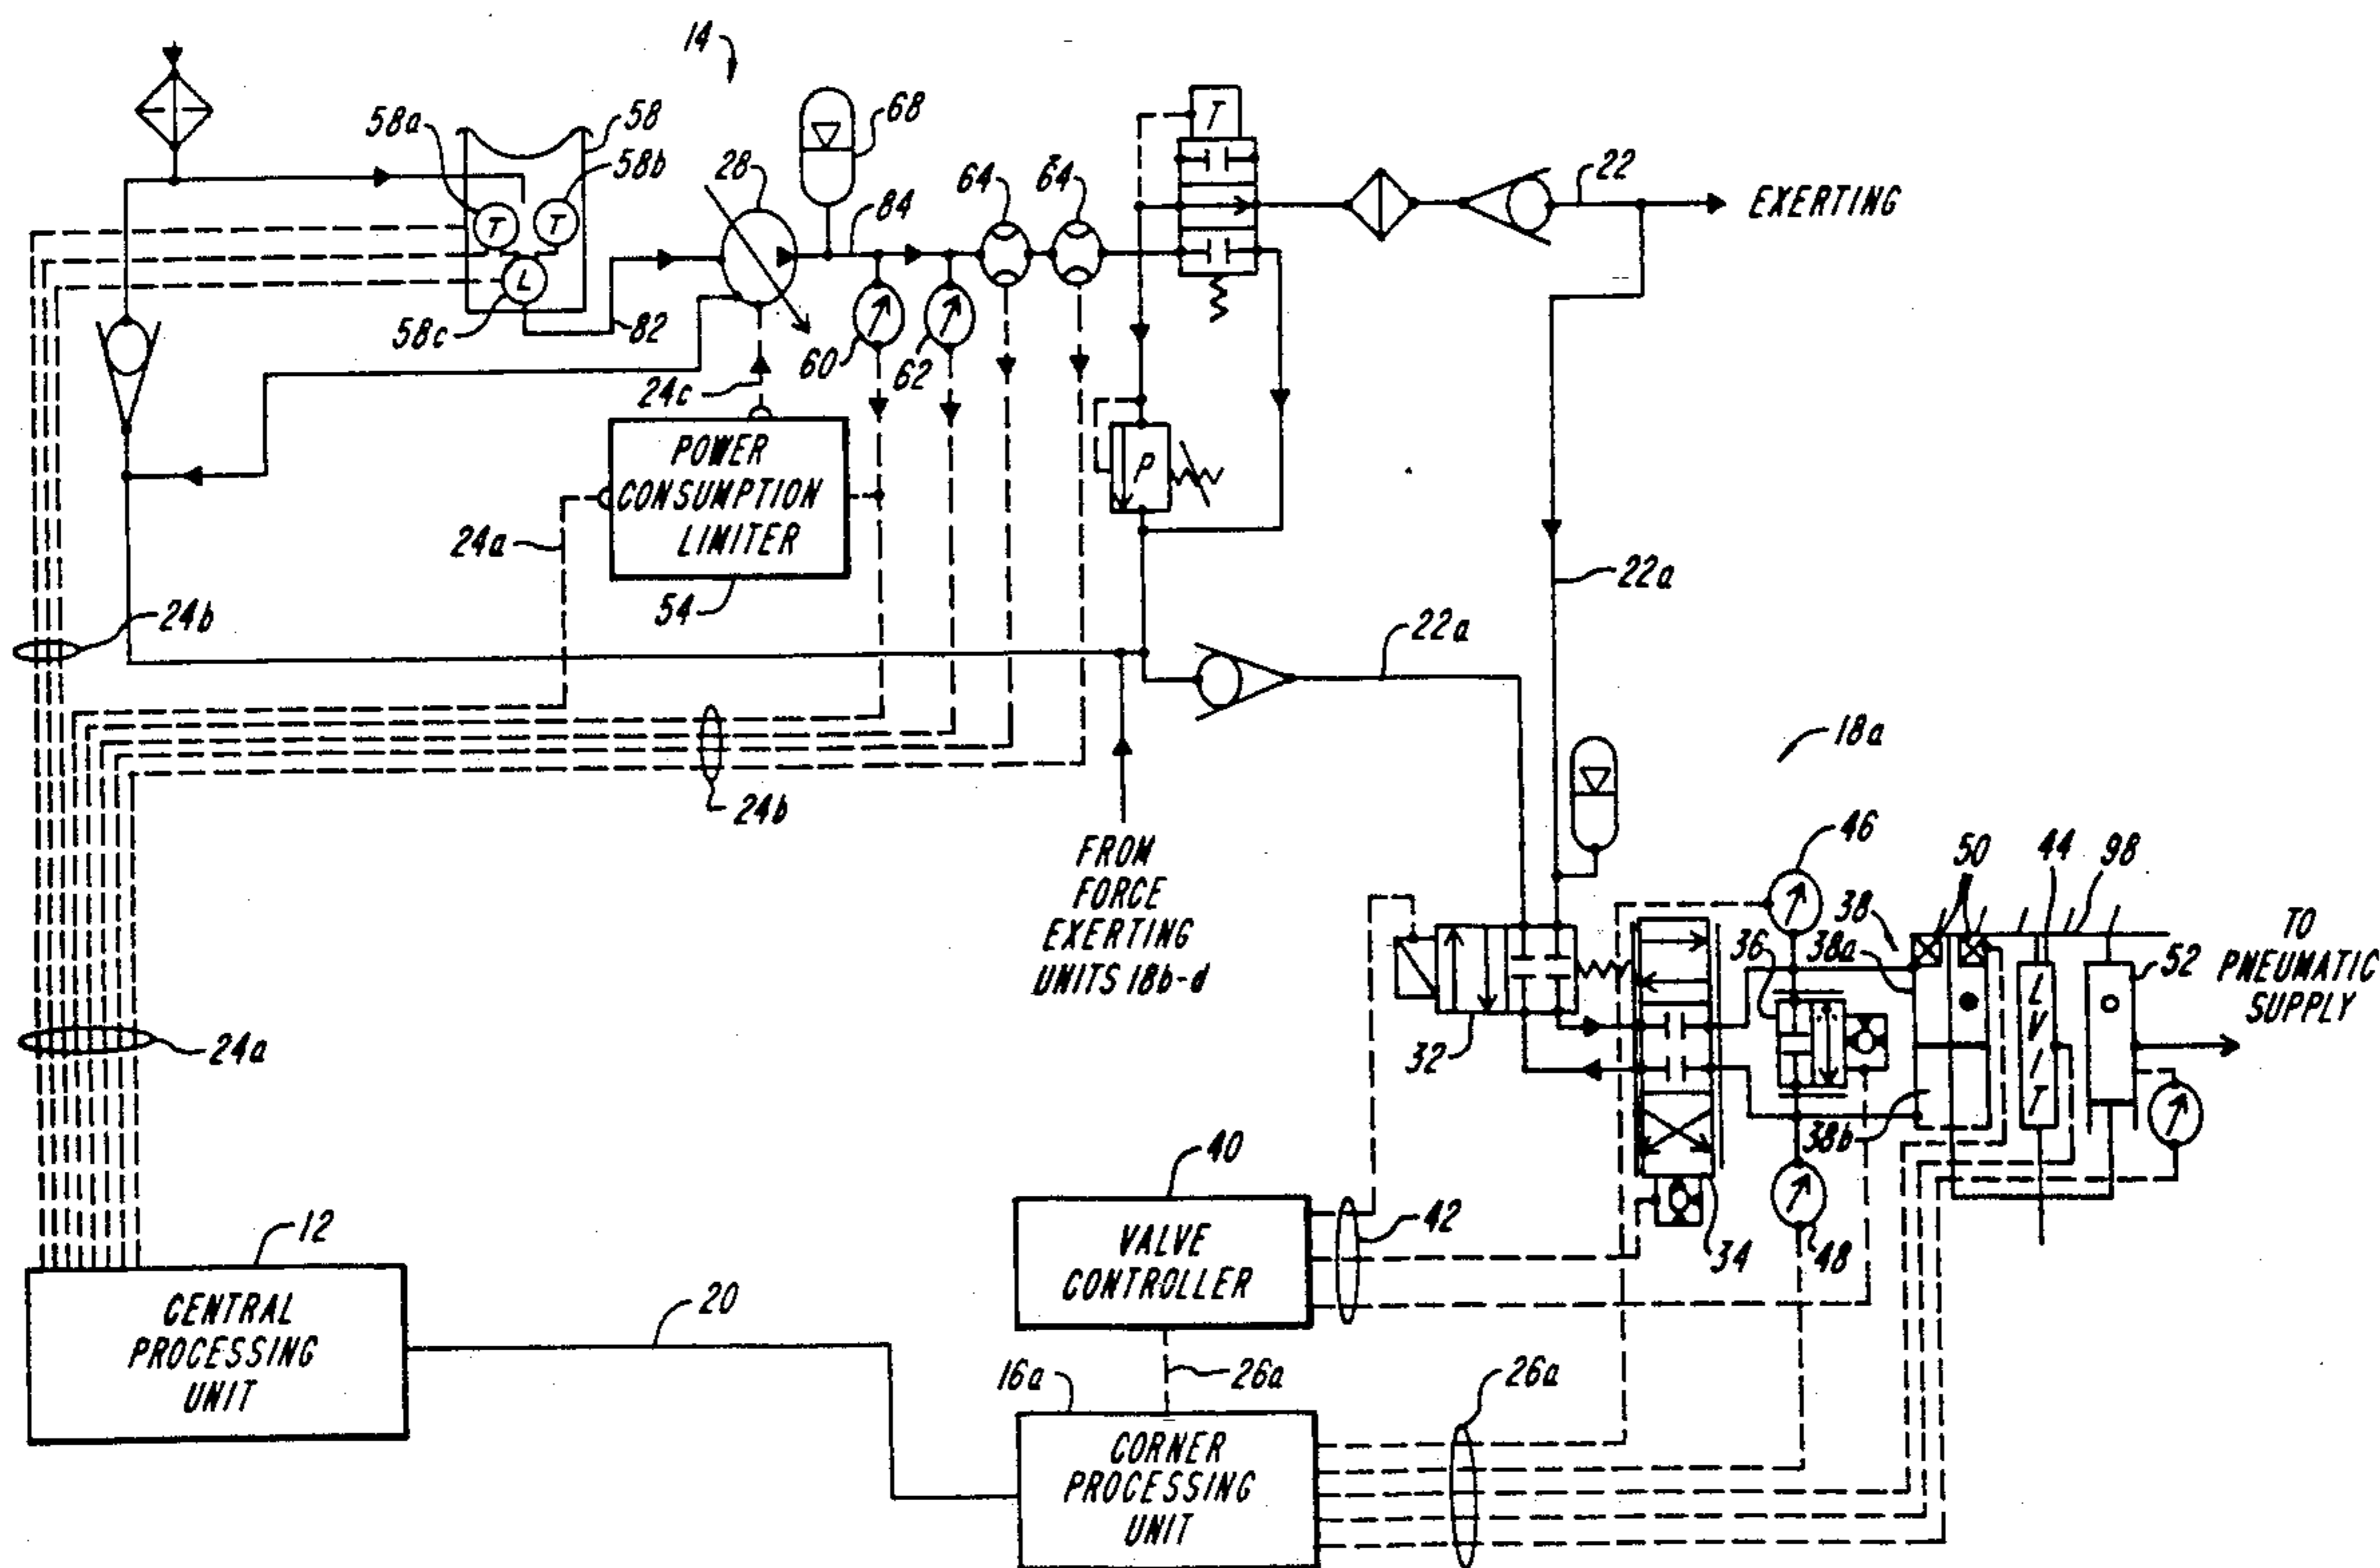 14
58a
58
58b
68
28
84
64
64
T
22
EXERTING
T
T
L
58c
82
60
62
24c
POWER
CONSUMPTION
LIMITER
P
24a
54
22a
24b
22a
24b
18a
FROM
FORCE
EXERTING
UNITS 18b-d
46
50
44
98
38
38a
36
52
TO
PNEUMATIC
SUPPLY
LVIT
24a
32
38b
40
VALVE
CONTROLLER
42
34
48
12
CENTRAL
PROCESSING
UNIT
20
16a
26a
26a
CORNER
PROCESSING
UNIT